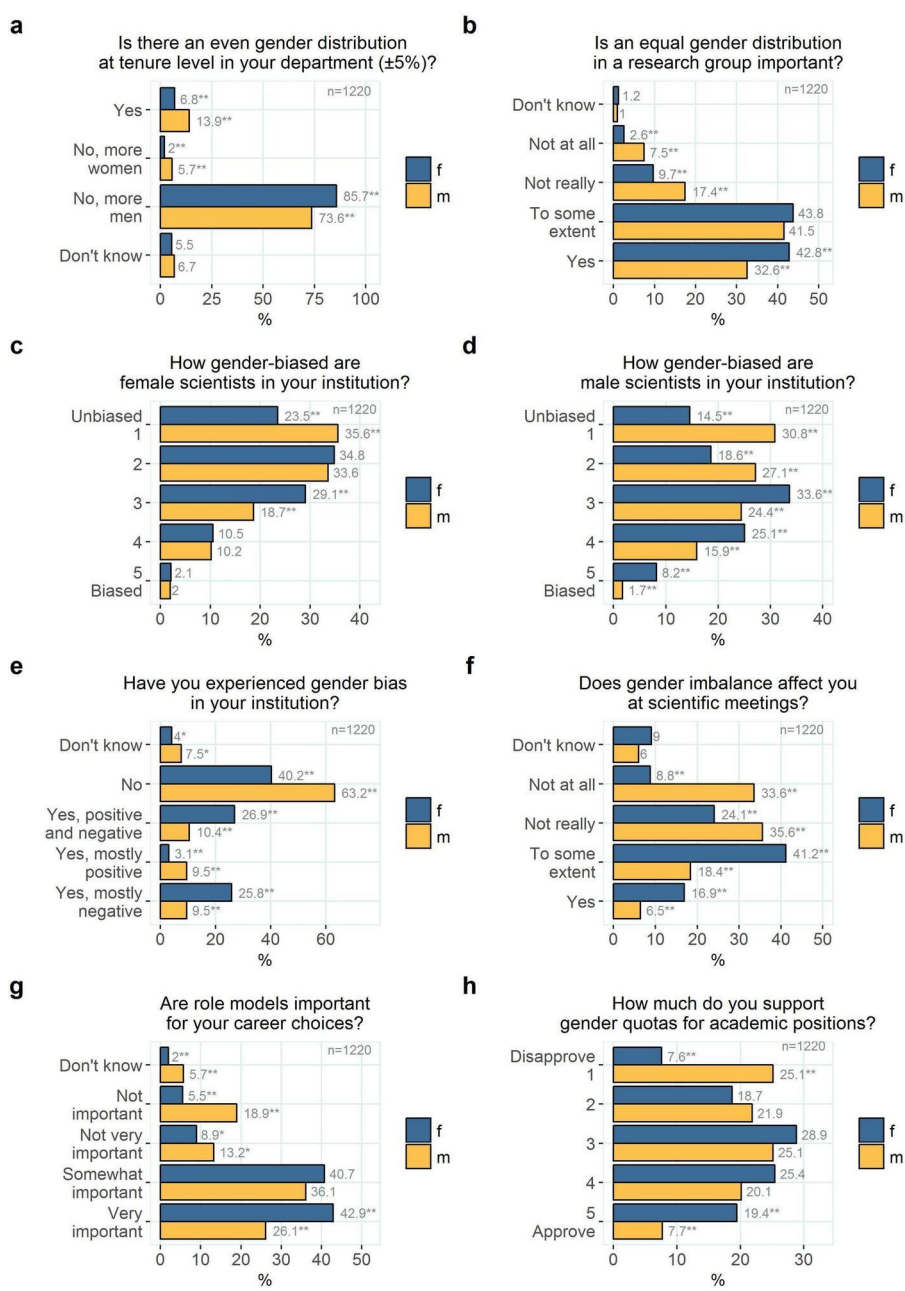 a
Is there an even gender distribution
at tenure level in your department (±5%)?
n=1220
Yes
6.8**
13.9**
No, more
women
2**
5.7**
No, more
men
85.7**
73.6**
Don't know
5.5
6.7
0 25 50 75 100
%
f
m
b
Is an equal gender distribution
in a research group important?
n=1220
Don't know
1.2
1
Not at all
2.6**
7.5**
Not really
9.7**
17.4**
To some
extent
43.8
41.5
Yes
42.8**
32.6**
0 10 20 30 40 50
%
f
m
c
How gender-biased are
female scientists in your institution?
n=1220
Unbiased
1
23.5**
35.6**
2
34.8
33.6
3
29.1**
18.7**
4
10.5
10.2
5
Biased
2.1
2
0 10 20 30 40
%
f
m
d
How gender-biased are
male scientists in your institution?
n=1220
Unbiased
1
14.5**
30.8**
2
18.6**
27.1**
3
33.6**
24.4**
4
25.1**
15.9**
5
Biased
8.2**
1.7**
0 10 20 30 40
%
f
m
e
Have you experienced gender bias
in your institution?
n=1220
Don't know
4*
7.5*
No
40.2**
63.2**
Yes, positive
and negative
26.9**
10.4**
Yes, mostly
positive
3.1**
9.5**
Yes, mostly
negative
25.8**
9.5**
0 20 40 60
%
f
m
f
Does gender imbalance affect you
at scientific meetings?
n=1220
Don't know
9
6
Not at all
8.8**
33.6**
Not really
24.1**
35.6**
To some
extent
41.2**
18.4**
Yes
16.9**
6.5**
0 10 20 30 40 50
%
f
m
g
Are role models important
for your career choices?
n=1220
Don't know
2**
5.7**
Not
important
5.5**
18.9**
Not very
important
8.9*
13.2*
Somewhat
important
40.7
36.1
Very
important
42.9**
26.1**
0 10 20 30 40 50
%
f
m
h
How much do you support
gender quotas for academic positions?
n=1220
Disapprove
1
7.6**
25.1**
2
18.7
21.9
3
28.9
25.1
4
25.4
20.1
5
Approve
19.4**
7.7**
0 10 20 30
%
f
m